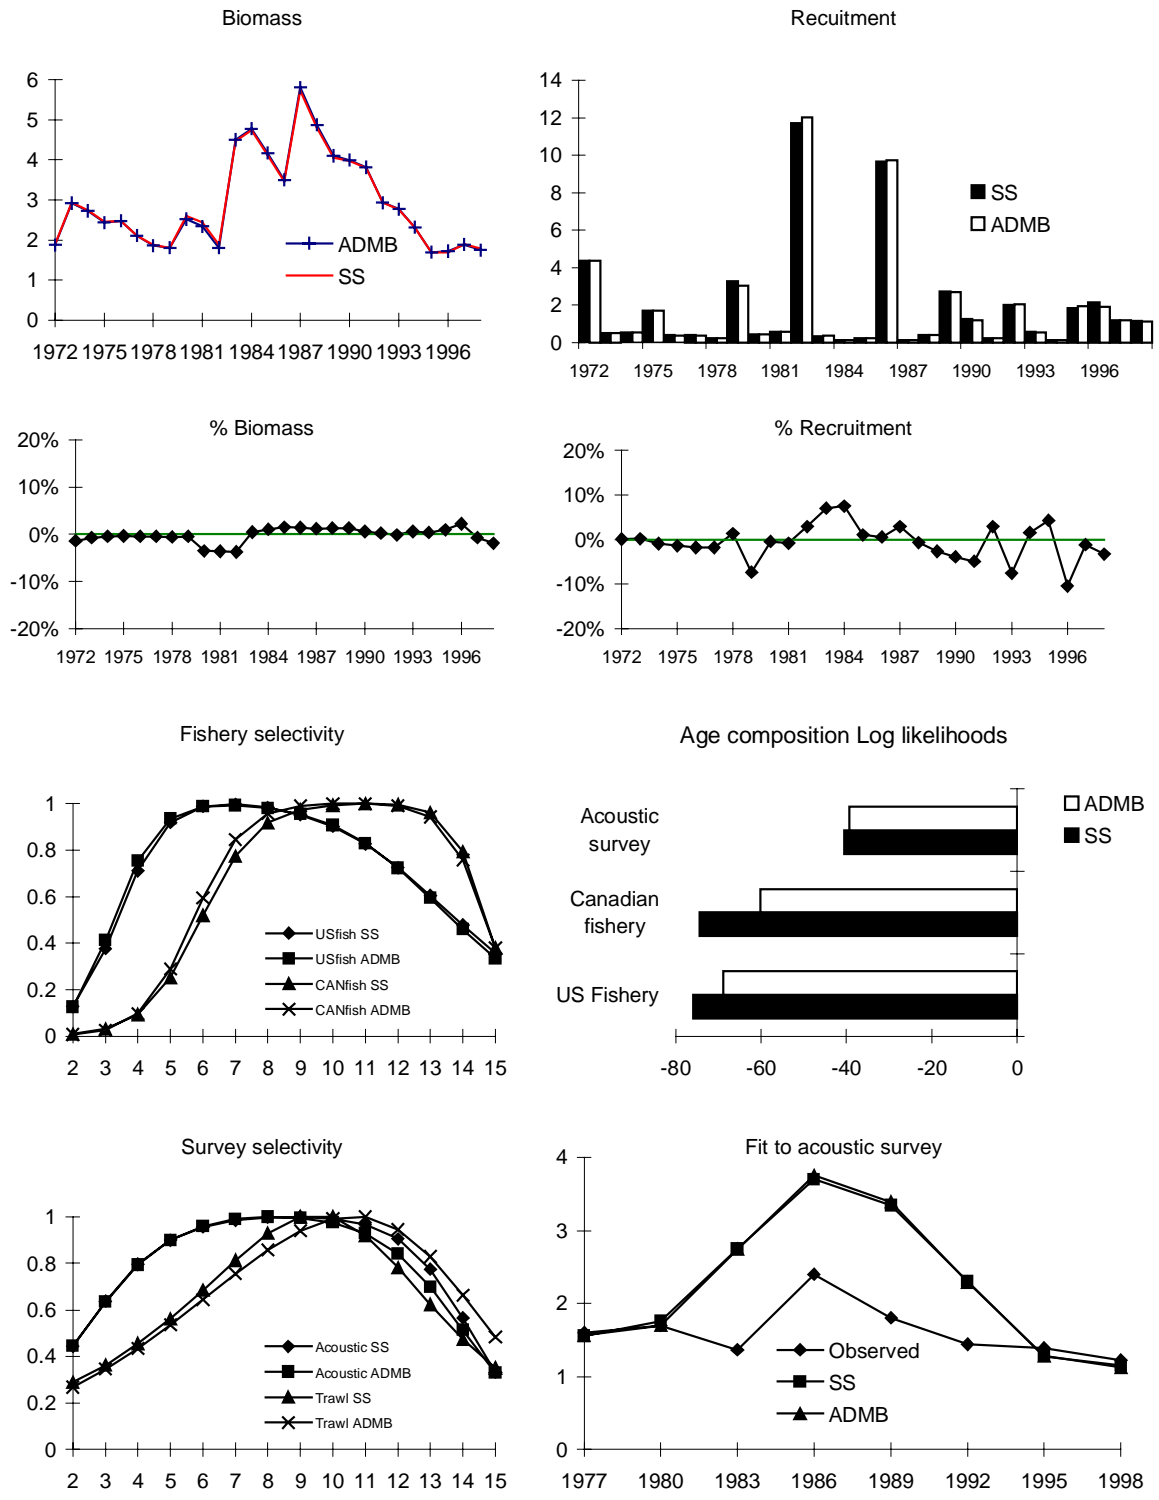 Biomass
6
5
4
3
2
1
0
ADMB
SS
1972 1975 1978 1981 1984 1987 1990 1993 1996
Recuitment
14
12
10
8
6
4
2
0
SS
ADMB
1972 1975 1978 1981 1984 1987 1990 1993 1996
% Biomass
20%
10%
0%
-10%
-20%
1972 1975 1978 1981 1984 1987 1990 1993 1996
% Recruitment
20%
10%
0%
-10%
-20%
1972 1975 1978 1981 1984 1987 1990 1993 1996
Fishery selectivity
1
0.8
0.6
0.4
0.2
0
USfish SS
USfish ADMB
CANfish SS
CANfish ADMB
2 3 4 5 6 7 8 9 10 11 12 13 14 15
Age composition Log likelihoods
Acoustic
survey
Canadian
fishery
US Fishery
ADMB
SS
-80 -60 -40 -20 0
Survey selectivity
1
0.8
0.6
0.4
0.2
0
Acoustic SS
Acoustic ADMB
Trawl SS
Trawl ADMB
2 3 4 5 6 7 8 9 10 11 12 13 14 15
Fit to acoustic survey
4
3
2
1
0
Observed
SS
ADMB
1977 1980 1983 1986 1989 1992 1995 1998